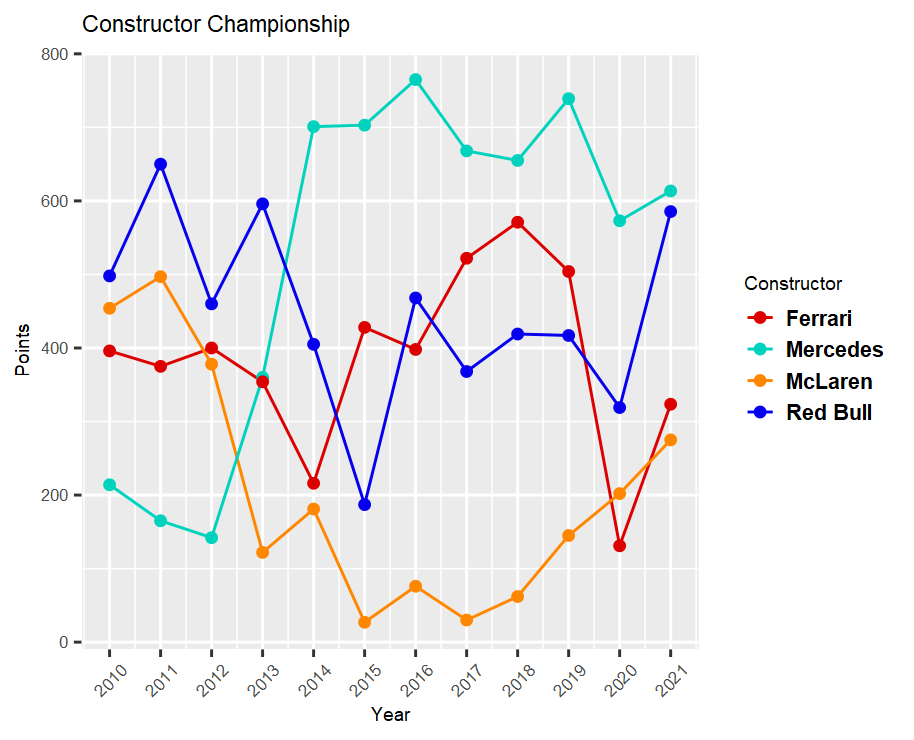 Constructor Championship
800
600
400
200
0
Points
2010 2011 2012 2013 2014 2015 2016 2017 2018 2019 2020 2021
Year
Constructor
Ferrari
Mercedes
McLaren
Red Bull